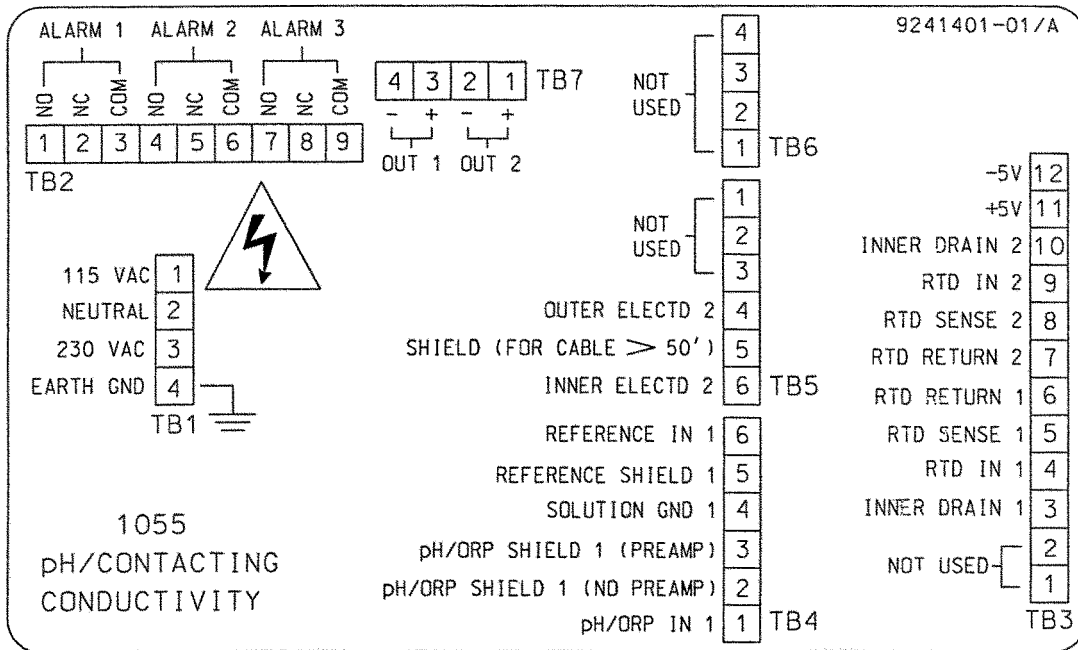 9241401-01/A
ALARM 1 ALARM 2 ALARM 3
NO NC COM NO NC COM NO NC COM
1 2 3 4 5 6 7 8 9
TB2
4 3 2 1 TB7
- + - +
OUT 1 OUT 2
NOT
USED
4
3
2
1 TB6
115 VAC 1
NEUTRAL 2
230 VAC 3
EARTH GND 4
TB1
NOT
USED
1
2
3
OUTER ELECTD 2 4
SHIELD (FOR CABLE > 50') 5
INNER ELECTD 2 6 TB5
REFERENCE IN 1 6
REFERENCE SHIELD 1 5
SOLUTION GND 1 4
pH/ORP SHIELD 1 (PREAMP) 3
pH/ORP SHIELD 1 (NO PREAMP) 2
pH/ORP IN 1 1 TB4
-5V 12
+5V 11
INNER DRAIN 2 10
RTD IN 2 9
RTD SENSE 2 8
RTD RETURN 2 7
RTD RETURN 1 6
RTD SENSE 1 5
RTD IN 1 4
INNER DRAIN 1 3
NOT USED
2
1
TB3
1055
pH/CONTACTING
CONDUCTIVITY